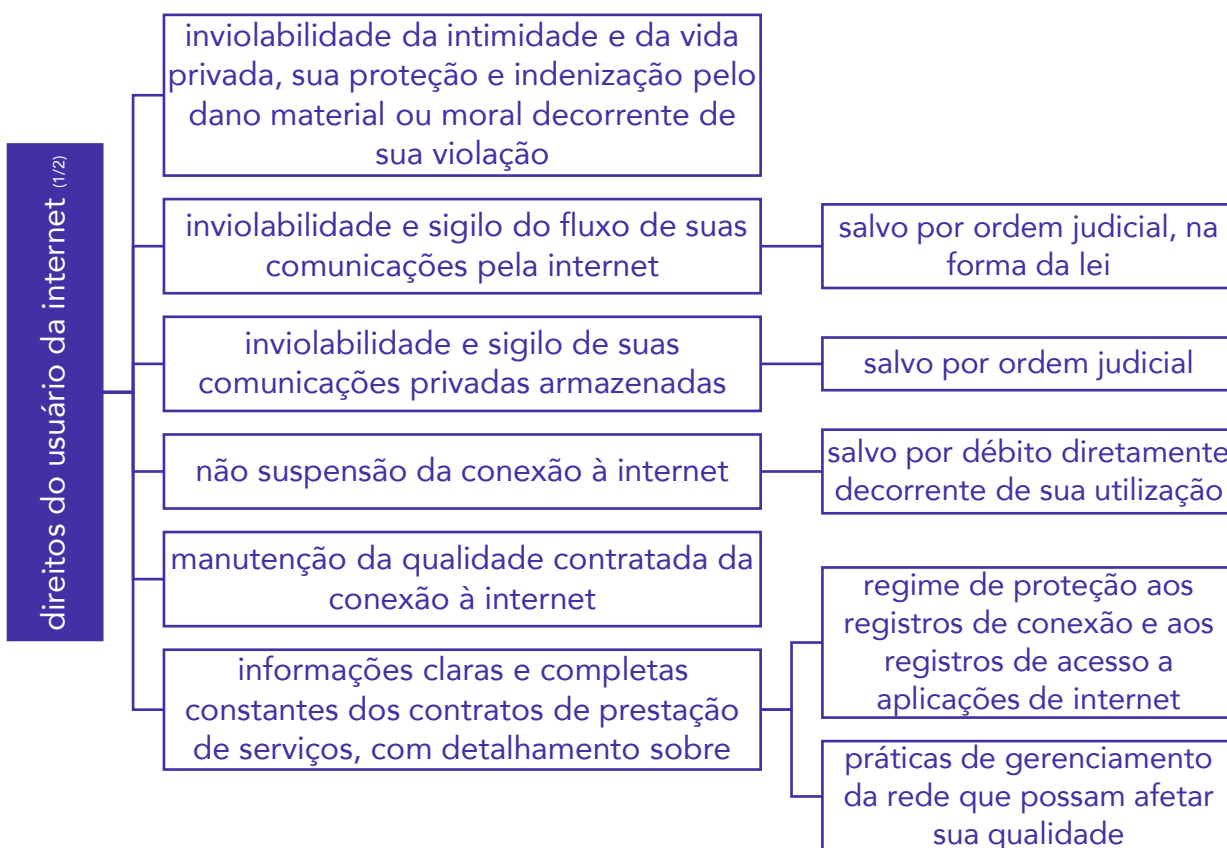 direitos do usuário da internet (1/2)
inviolabilidade da intimidade e da vida
privada, sua proteção e indenização pelo
dano material ou moral decorrente de
sua violação
inviolabilidade e sigilo do fluxo de suas
comunicações pela internet
salvo por ordem judicial, na
forma da lei
inviolabilidade e sigilo de suas
comunicações privadas armazenadas
salvo por ordem judicial
não suspensão da conexão à internet
salvo por débito diretamente
decorrente de sua utilização
manutenção da qualidade contratada da
conexão à internet
informações claras e completas
constantes dos contratos de prestação
de serviços, com detalhamento sobre
regime de proteção aos
registros de conexão e aos
registros de acesso a
aplicações de internet
práticas de gerenciamento
da rede que possam afetar
sua qualidade